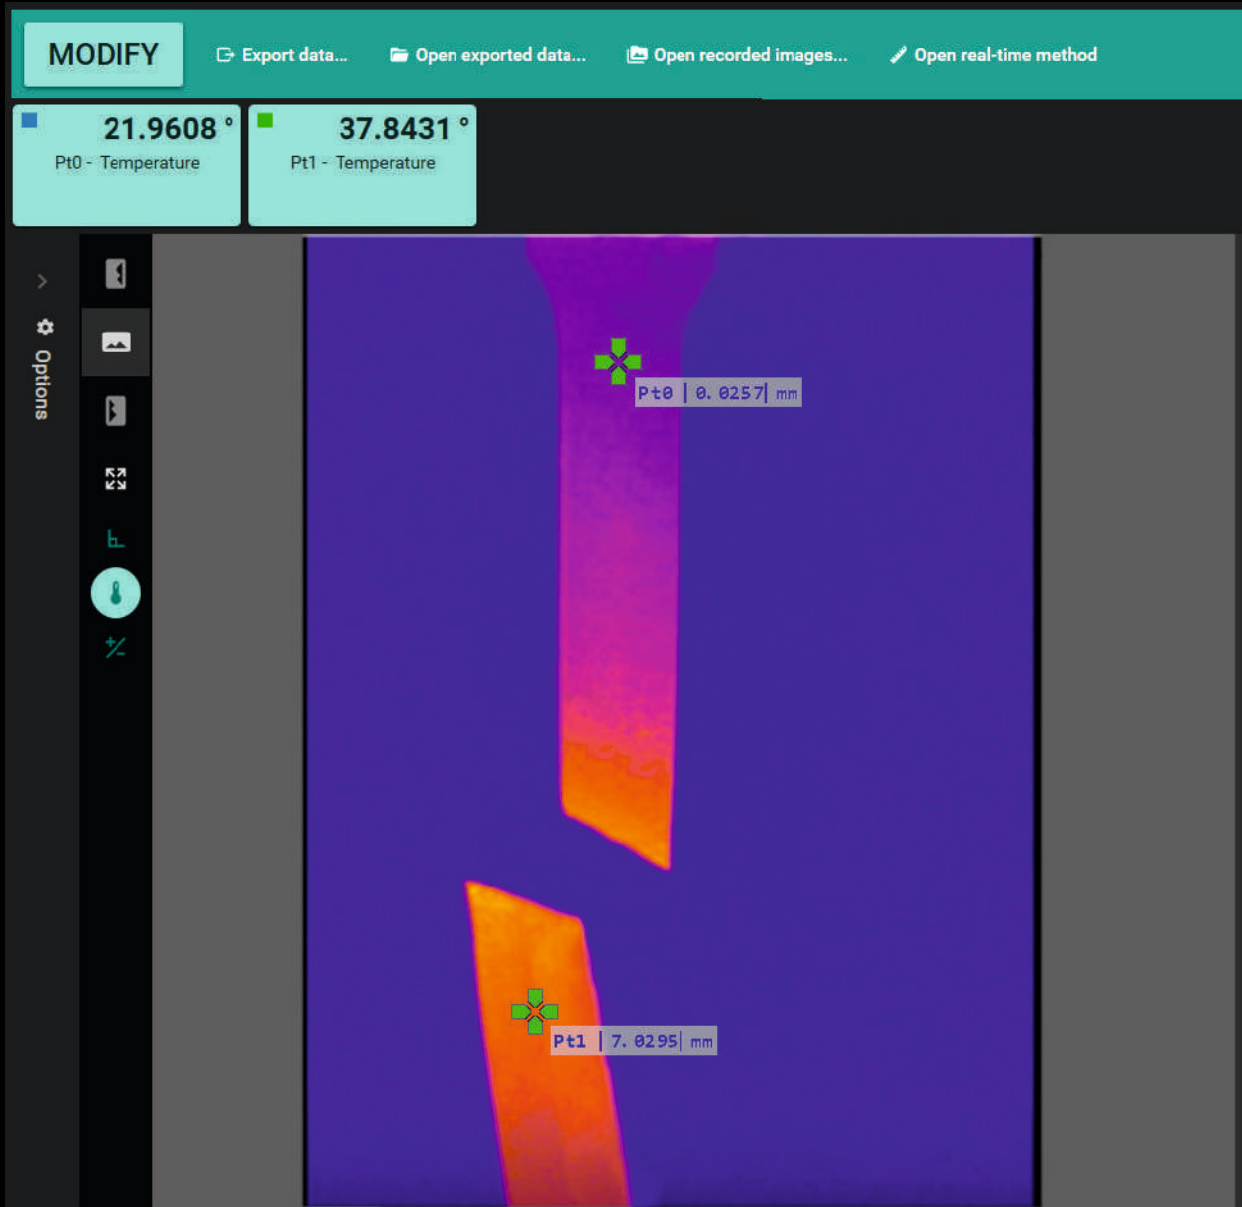 MODIFY Export data... Open exported data... Open recorded images... Open real-time method
21.9608 ° 37.8431 °
Pt0 - Temperature Pt1 - Temperature
Options
Pt0 | 0.0257| mm
Pt1 | 7.0295| mm